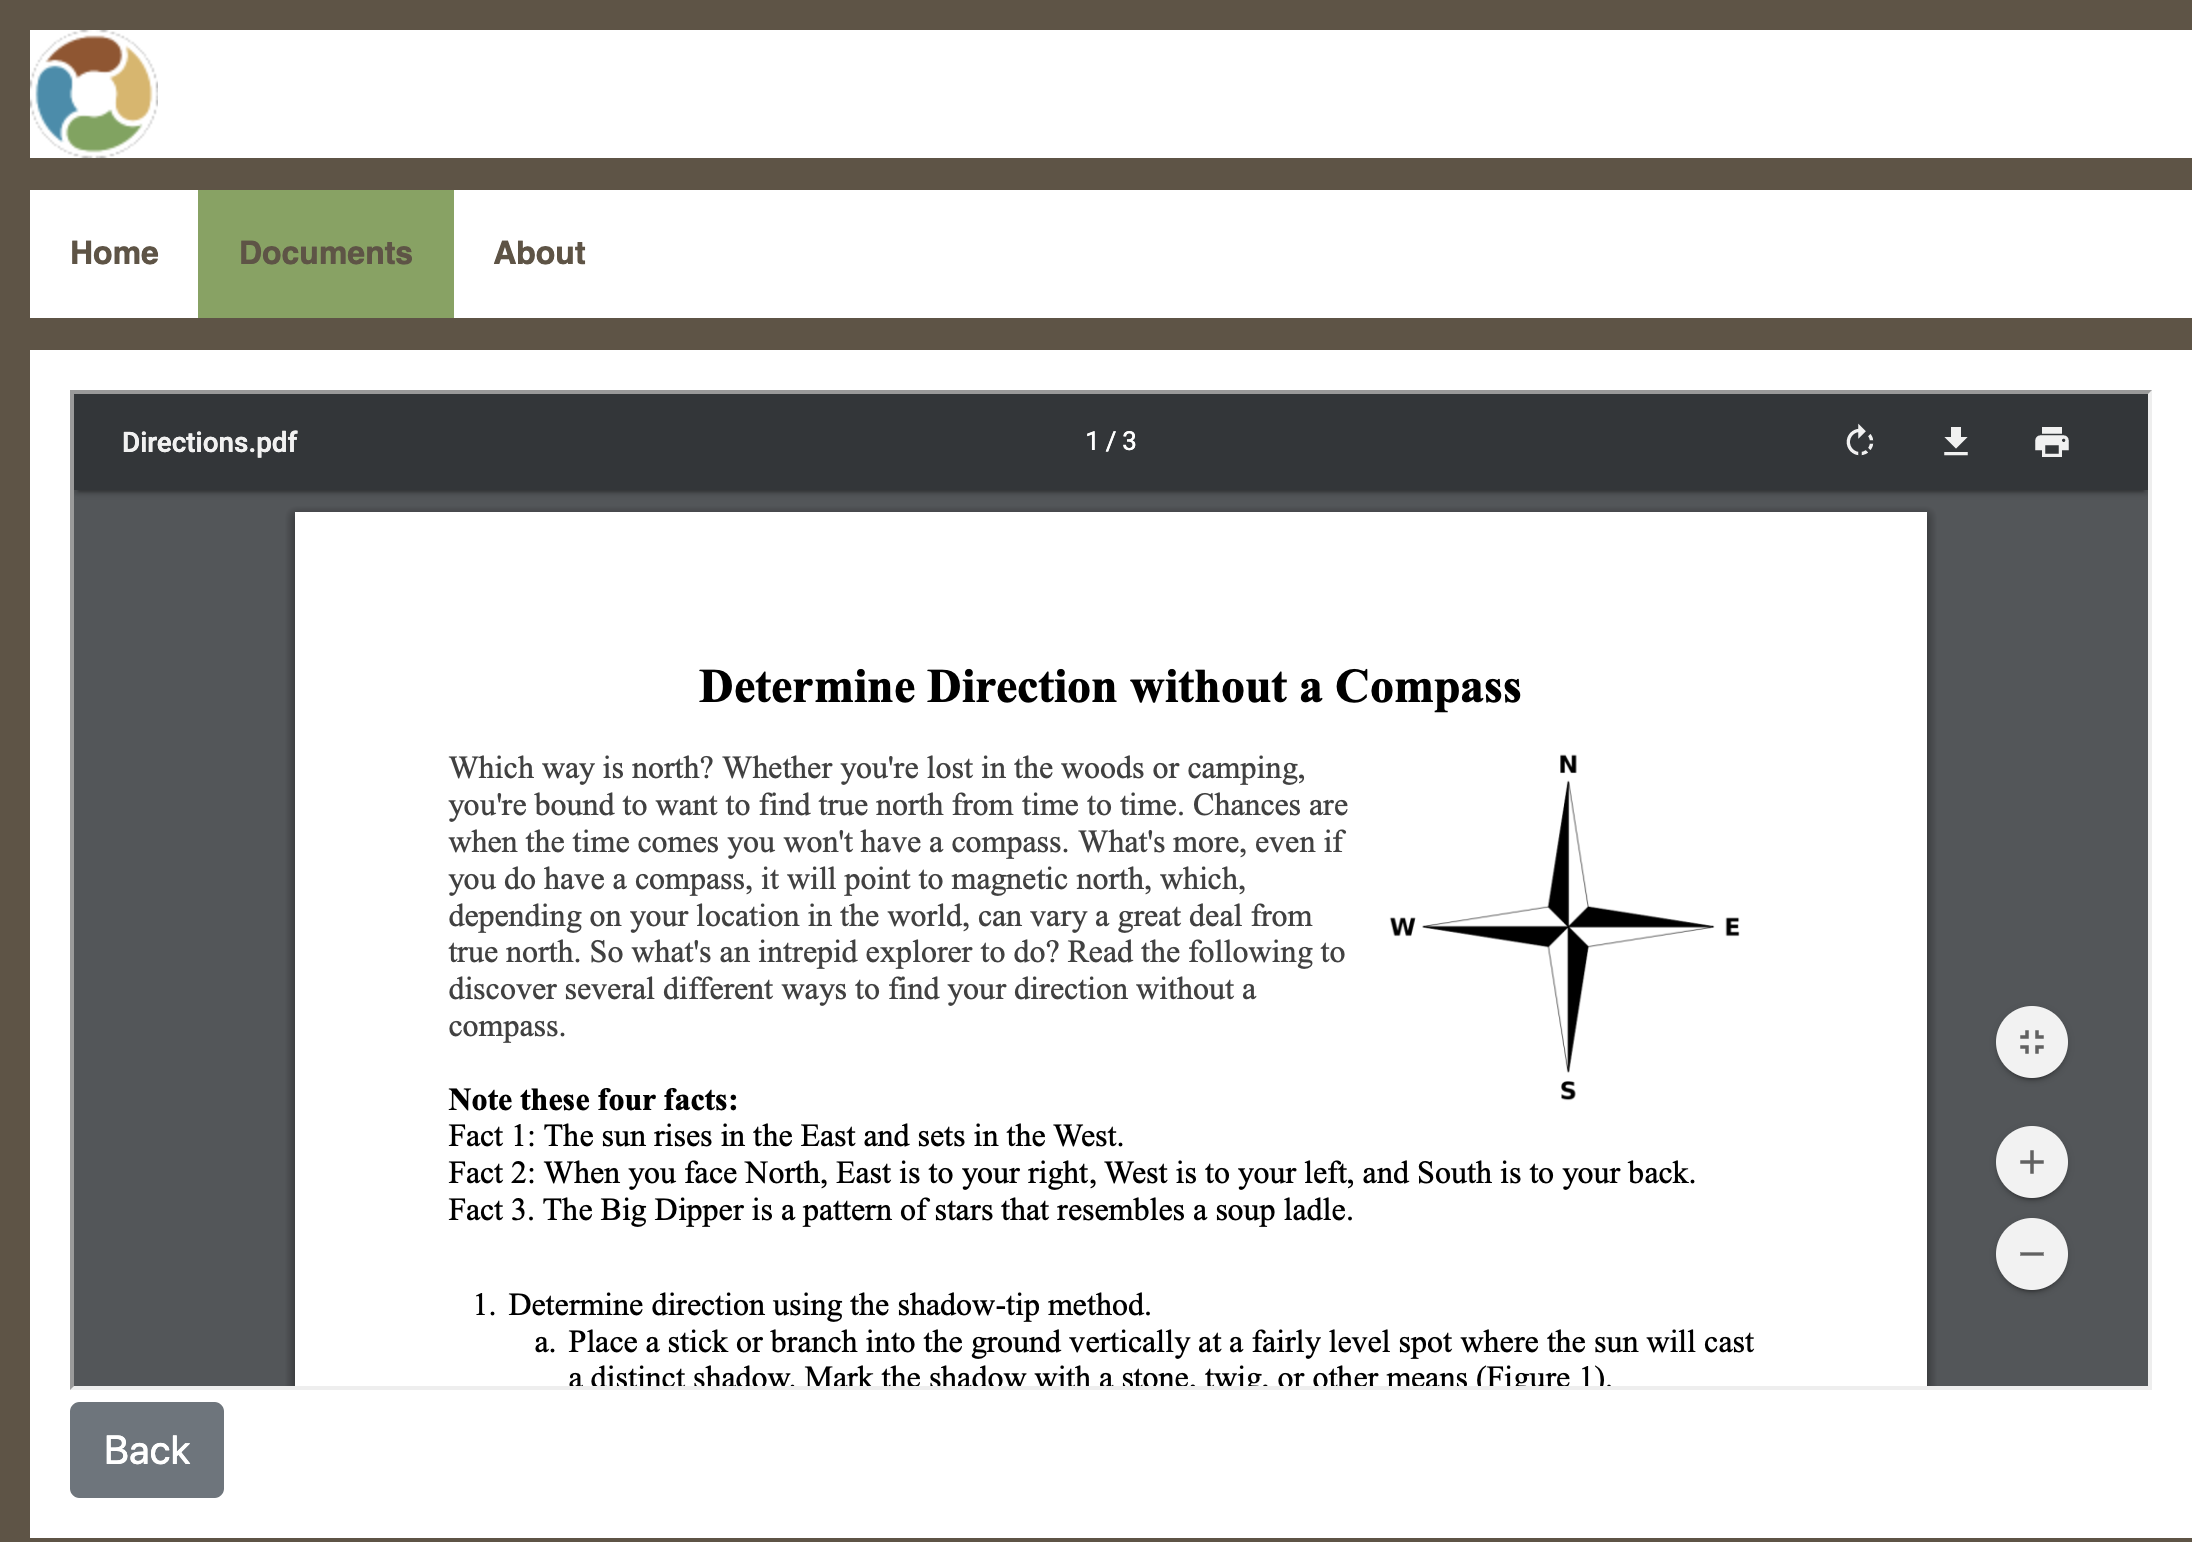 Home Documents About
Directions.pdf 1 / 3
Determine Direction without a Compass
Which way is north? Whether you're lost in the woods or camping,
you're bound to want to find true north from time to time. Chances are
when the time comes you won't have a compass. What's more, even if
you do have a compass, it will point to magnetic north, which,
depending on your location in the world, can vary a great deal from
true north. So what's an intrepid explorer to do? Read the following to
discover several different ways to find your direction without a
compass.
N
W E
S
Note these four facts:
Fact 1: The sun rises in the East and sets in the West.
Fact 2: When you face North, East is to your right, West is to your left, and South is to your back.
Fact 3. The Big Dipper is a pattern of stars that resembles a soup ladle.
1. Determine direction using the shadow-tip method.
a. Place a stick or branch into the ground vertically at a fairly level spot where the sun will cast
a distinct shadow. Mark the shadow with a stone, twig, or other means (Figure 1).
Back